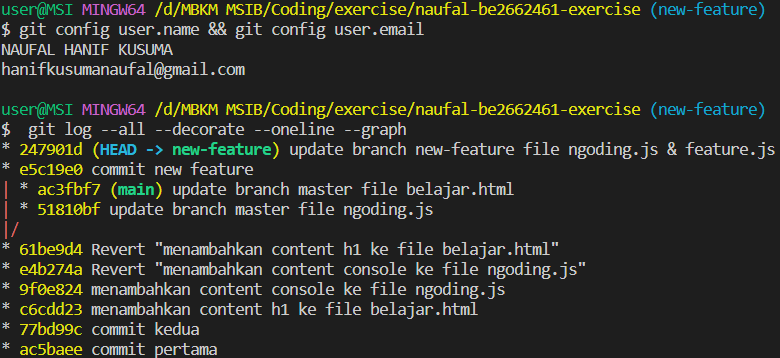 user@MSI MINGW64 /d/MBKM MSIB/Coding/exercise/naufal-be2662461-exercise (new-feature)
$ git config user.name && git config user.email
NAUFAL HANIF KUSUMA
hanifkusumanaufal@gmail.com

user@MSI MINGW64 /d/MBKM MSIB/Coding/exercise/naufal-be2662461-exercise (new-feature)
$  git log --all --decorate --oneline --graph
* 247901d (HEAD -> new-feature) update branch new-feature file ngoding.js & feature.js
* e5c19e0 commit new feature
| * ac3fbf7 (main) update branch master file belajar.html
| * 51810bf update branch master file ngoding.js
|/
* 61be9d4 Revert "menambahkan content h1 ke file belajar.html"
* e4b274a Revert "menambahkan content console ke file ngoding.js"
* 9f0e824 menambahkan content console ke file ngoding.js
* c6cdd23 menambahkan content h1 ke file belajar.html
* 77bd99c commit kedua
* ac5baee commit pertama